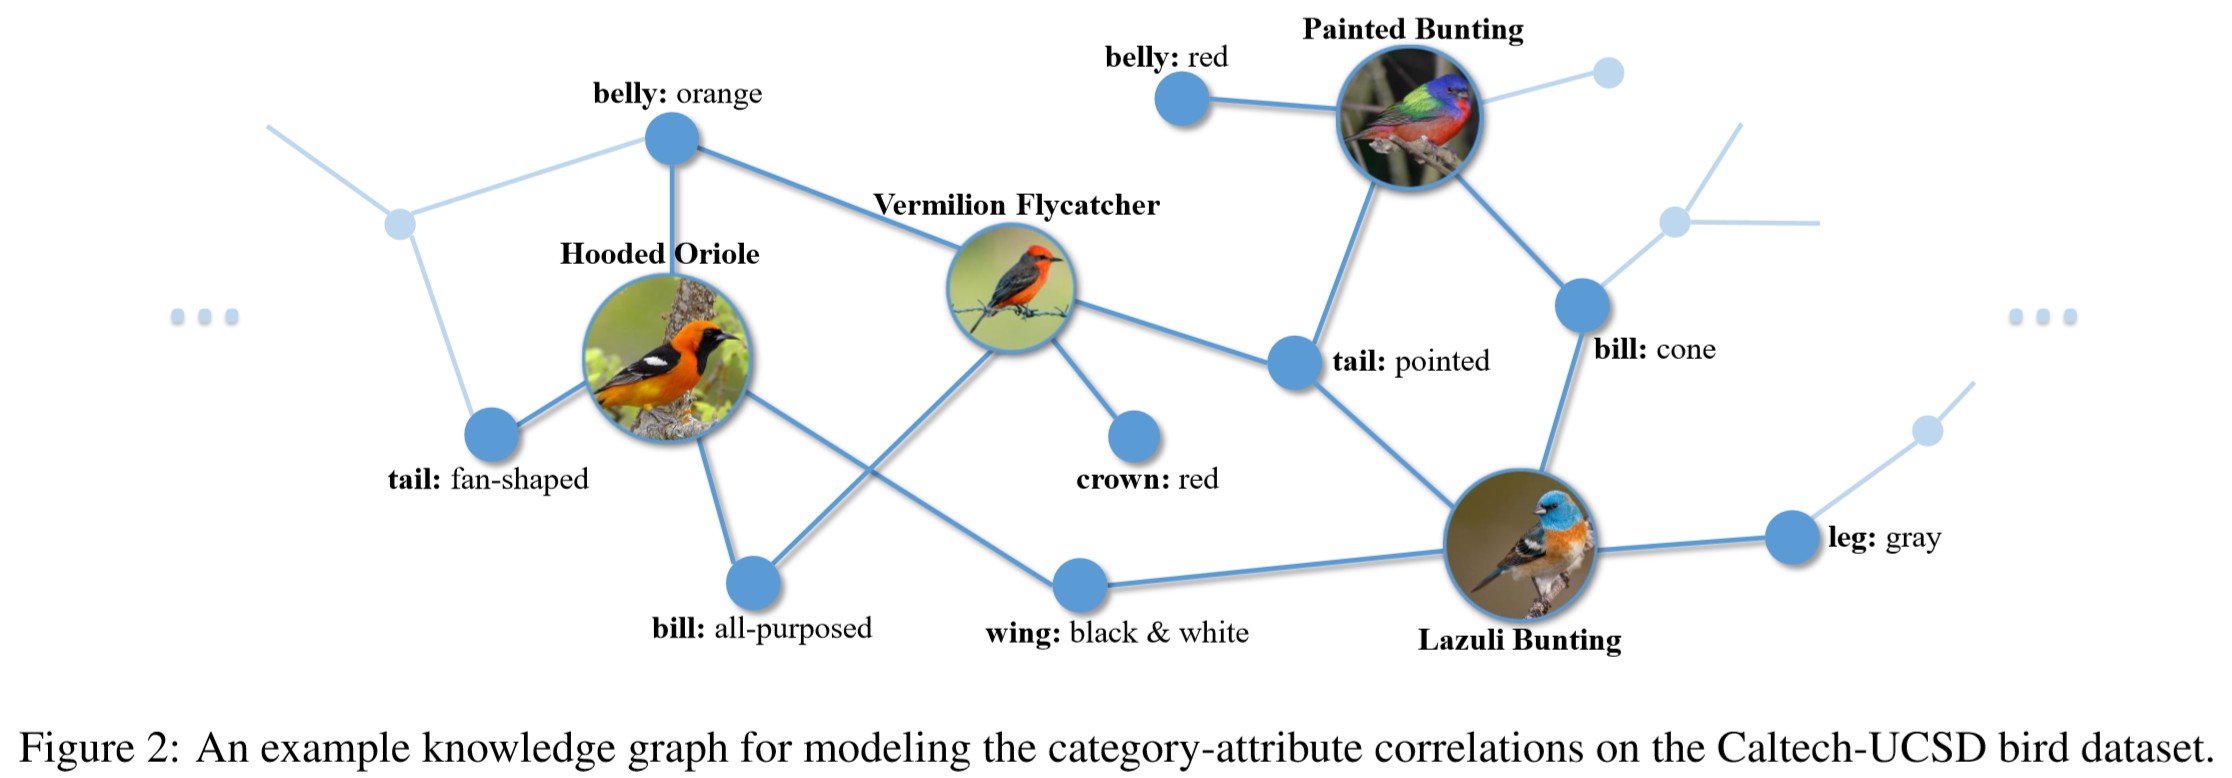 Painted Bunting
belly: red
belly: orange
Vermilion Flycatcher
Hooded Oriole
bill: cone
tail: pointed
tail: fan-shaped
crown: red
leg: gray
bill: all-purposed
wing: black & white
Lazuli Bunting
Figure 2: An example knowledge graph for modeling the category-attribute correlations on the Caltech-UCSD bird dataset.